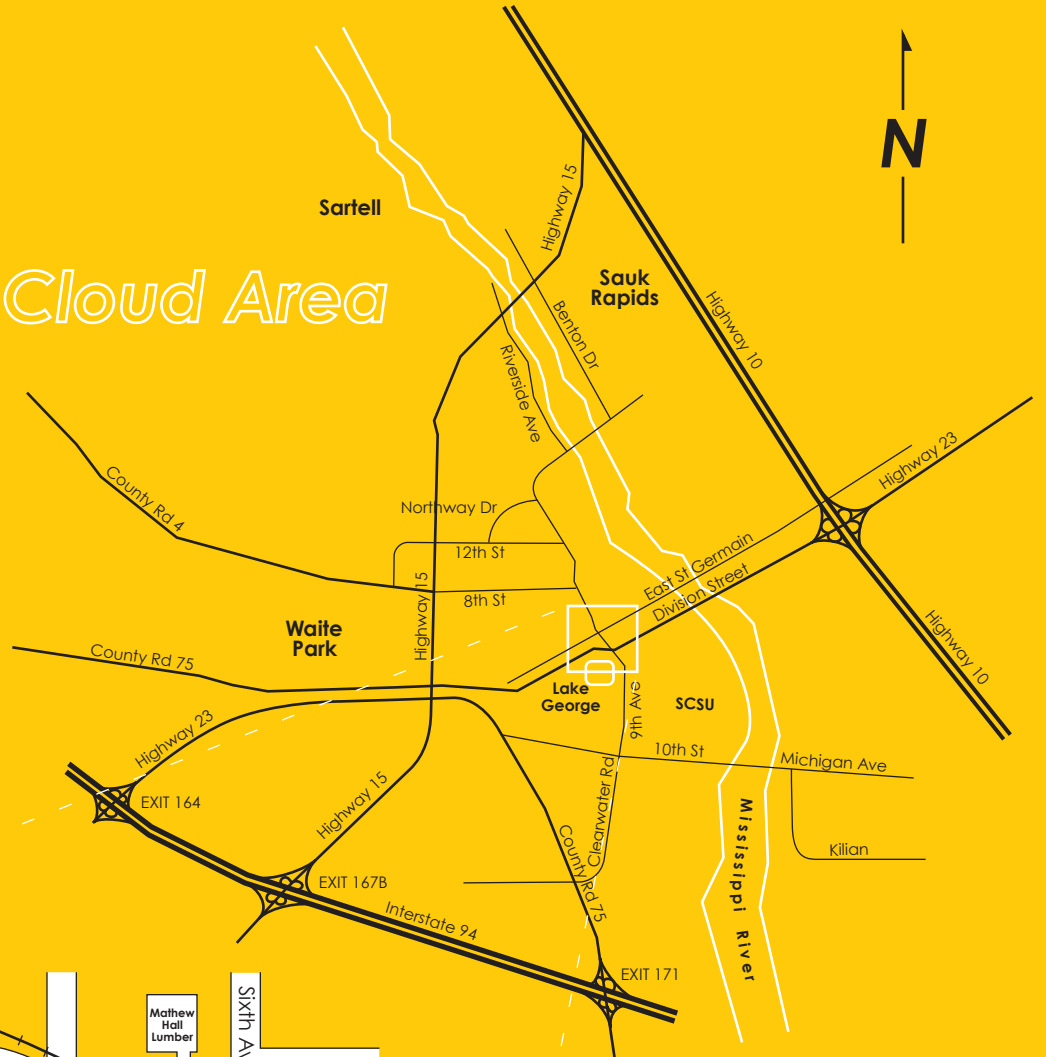 N
Highway 15
Sartell
Sauk
Rapids
Cloud Area
Highway 10
Benton Dr
Riverside Ave
Highway 23
County Rd 4
Northway Dr
12th St
East St Germain
Division Street
8th St
Highway 15
Waite
Park
County Rd 75
Highway 10
Lake
George
9th Ave
SCSU
Highway 23
10th St
Michigan Ave
EXIT 164
Highway 15
Clearwater Rd
Mississippi River
County Rd 75
Kilian
EXIT 167B
Interstate 94
EXIT 171
Mathew
Hall
Lumber
Sixth Av